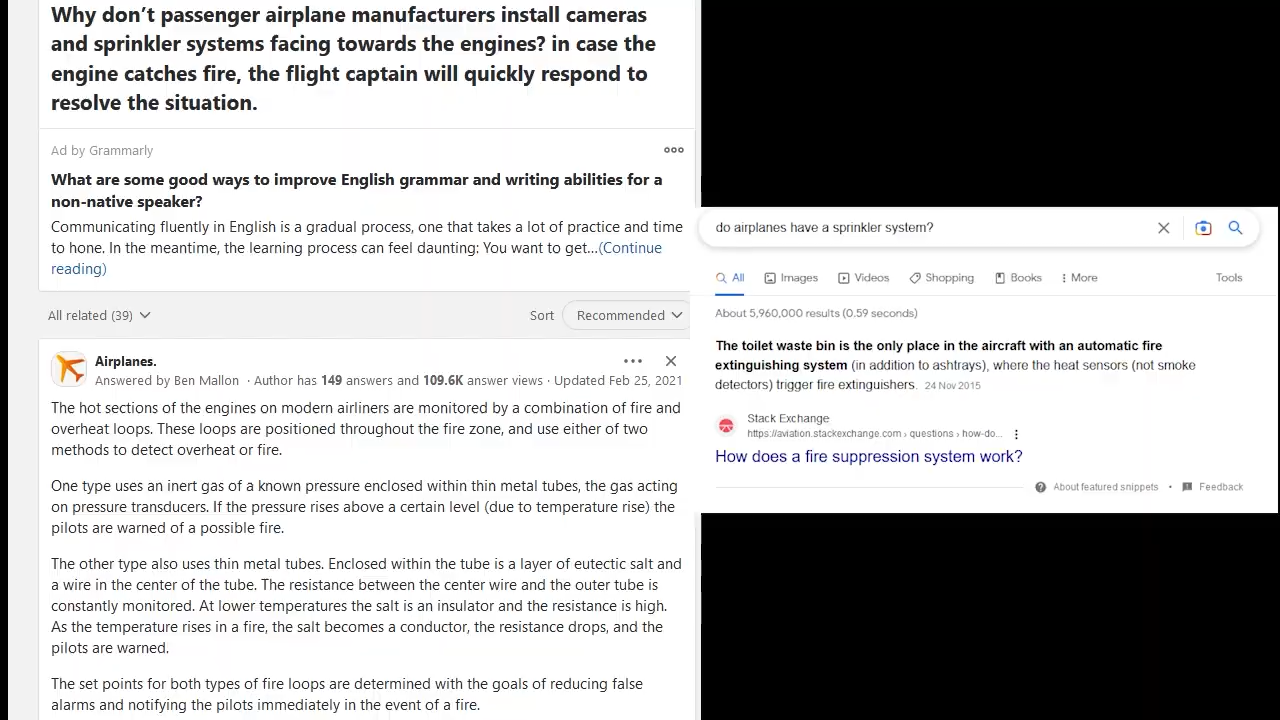 Why don’t passenger airplane manufacturers install cameras
and sprinkler systems facing towards the engines? in case the
engine catches fire, the flight captain will quickly respond to
resolve the situation.
Ad by Grammarly
What are some good ways to improve English grammar and writing abilities for a
non-native speaker?
Communicating fluently in English is a gradual process, one that takes a lot of practice and time
to hone. In the meantime, the learning process can feel daunting: You want to get...(Continue
reading)
All related (39)
Sort
Recommended
Airplanes.
Answered by Ben Mallon · Author has 149 answers and 109.6K answer views · Updated Feb 25, 2021
The hot sections of the engines on modern airliners are monitored by a combination of fire and
overheat loops. These loops are positioned throughout the fire zone, and use either of two
methods to detect overheat or fire.
One type uses an inert gas of a known pressure enclosed within thin metal tubes, the gas acting
on pressure transducers. If the pressure rises above a certain level (due to temperature rise) the
pilots are warned of a possible fire.
The other type also uses thin metal tubes. Enclosed within the tube is a layer of eutectic salt and
a wire in the center of the tube. The resistance between the center wire and the outer tube is
constantly monitored. At lower temperatures the salt is an insulator and the resistance is high.
As the temperature rises in a fire, the salt becomes a conductor, the resistance drops, and the
pilots are warned.
The set points for both types of fire loops are determined with the goals of reducing false
alarms and notifying the pilots immediately in the event of a fire.
do airplanes have a sprinkler system?
All Images Videos Shopping Books More Tools
About 5,960,000 results (0.59 seconds)
The toilet waste bin is the only place in the aircraft with an automatic fire
extinguishing system (in addition to ashtrays), where the heat sensors (not smoke
detectors) trigger fire extinguishers. 24 Nov 2015
Stack Exchange
https://aviation.stackexchange.com › questions › how-do...
How does a fire suppression system work?
About featured snippets · Feedback